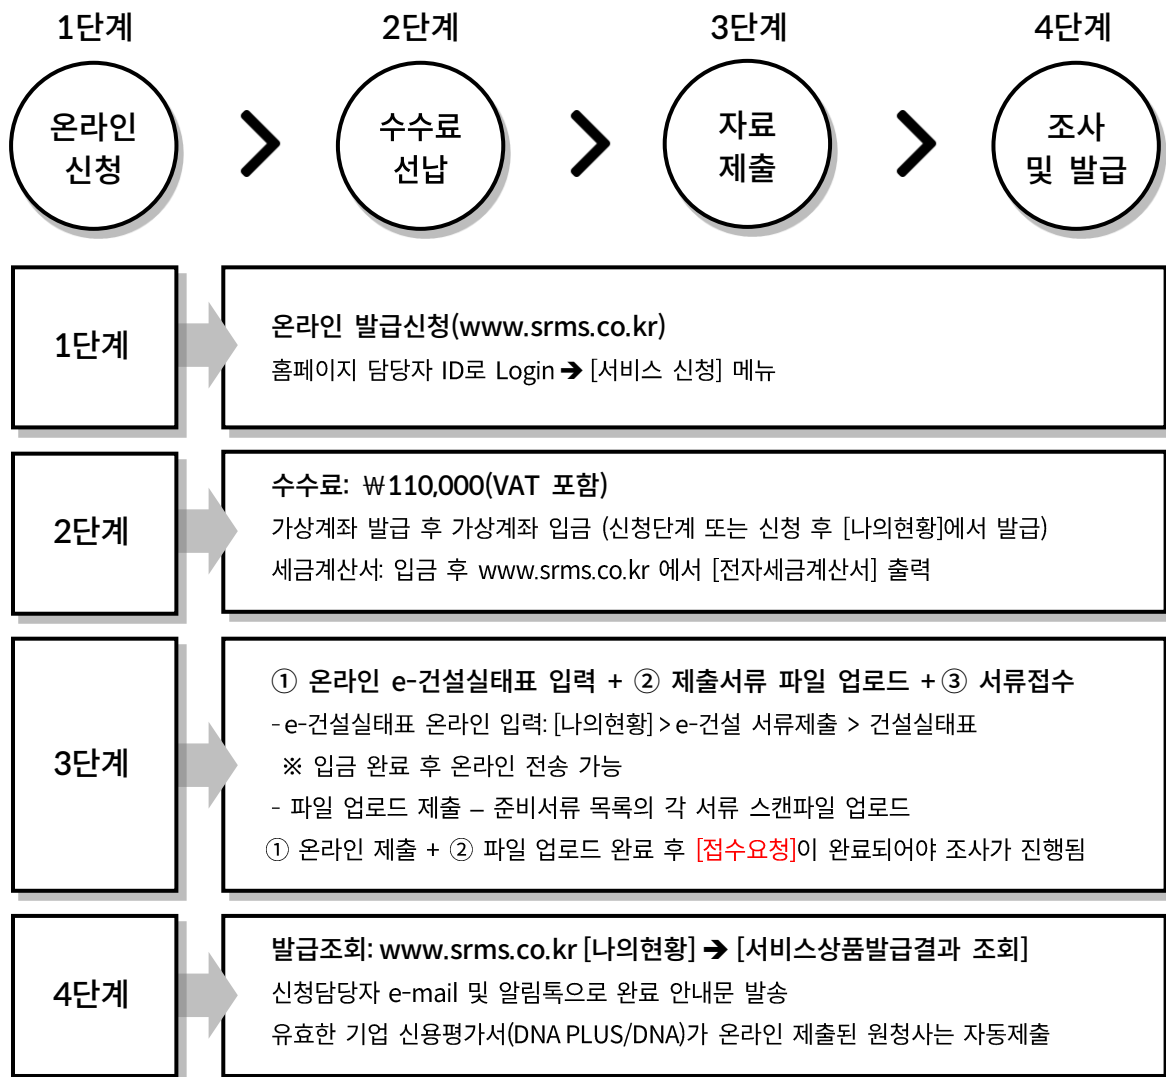 1단계
2단계
3단계
4단계
온라인
신청
수수료
선납
자료
제출
조사
및 발급
1단계
온라인 발급신청(www.srms.co.kr)
홈페이지 담당자 ID로 Login ➔ [서비스 신청] 메뉴
2단계
수수료: ￦110,000(VAT 포함)
가상계좌 발급 후 가상계좌 입금 (신청단계 또는 신청 후 [나의현황]에서 발급)
세금계산서: 입금 후 www.srms.co.kr 에서 [전자세금계산서] 출력
3단계
① 온라인 e-건설실태표 입력 + ② 제출서류 파일 업로드 + ③ 서류접수
- e-건설실태표 온라인 입력: [나의현황] > e-건설 서류제출 > 건설실태표
※ 입금 완료 후 온라인 전송 가능
- 파일 업로드 제출 – 준비서류 목록의 각 서류 스캔파일 업로드
① 온라인 제출 + ② 파일 업로드 완료 후 [접수요청]이 완료되어야 조사가 진행됨
4단계
발급조회: www.srms.co.kr [나의현황] ➔ [서비스상품발급결과 조회]
신청담당자 e-mail 및 알림톡으로 완료 안내문 발송
유효한 기업 신용평가서(DNA PLUS/DNA)가 온라인 제출된 원청사는 자동제출